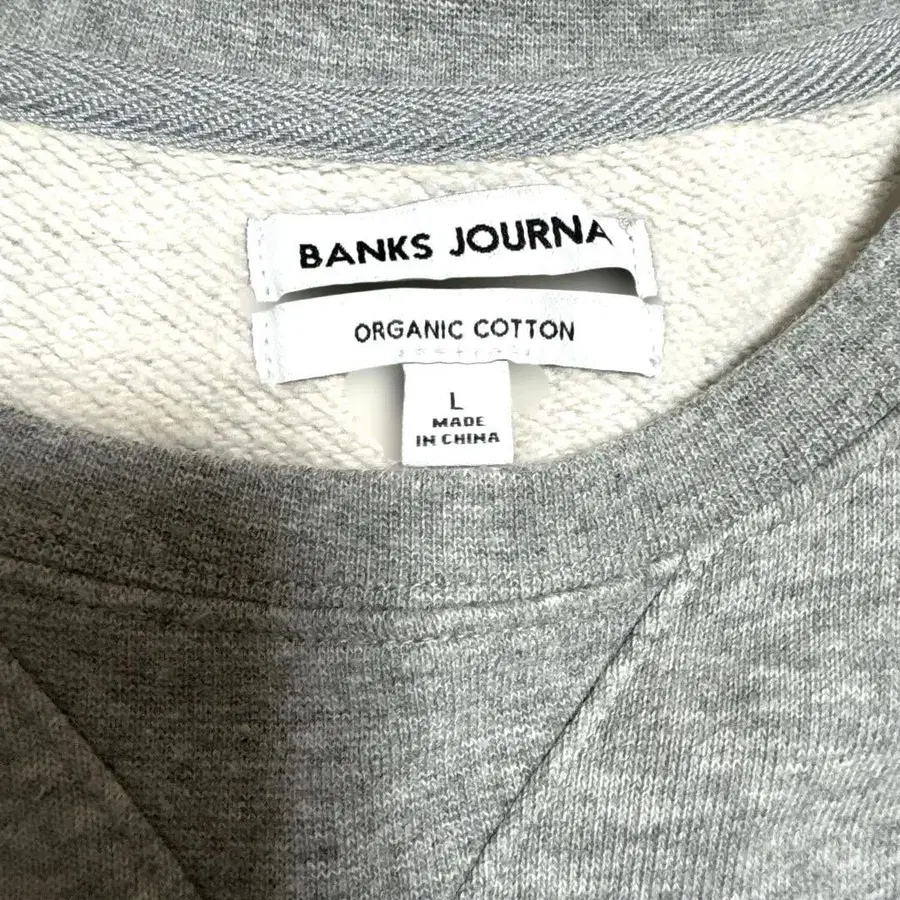 BANKS JOURNA
ORGANIC COTTON
L
MADE
IN CHINA